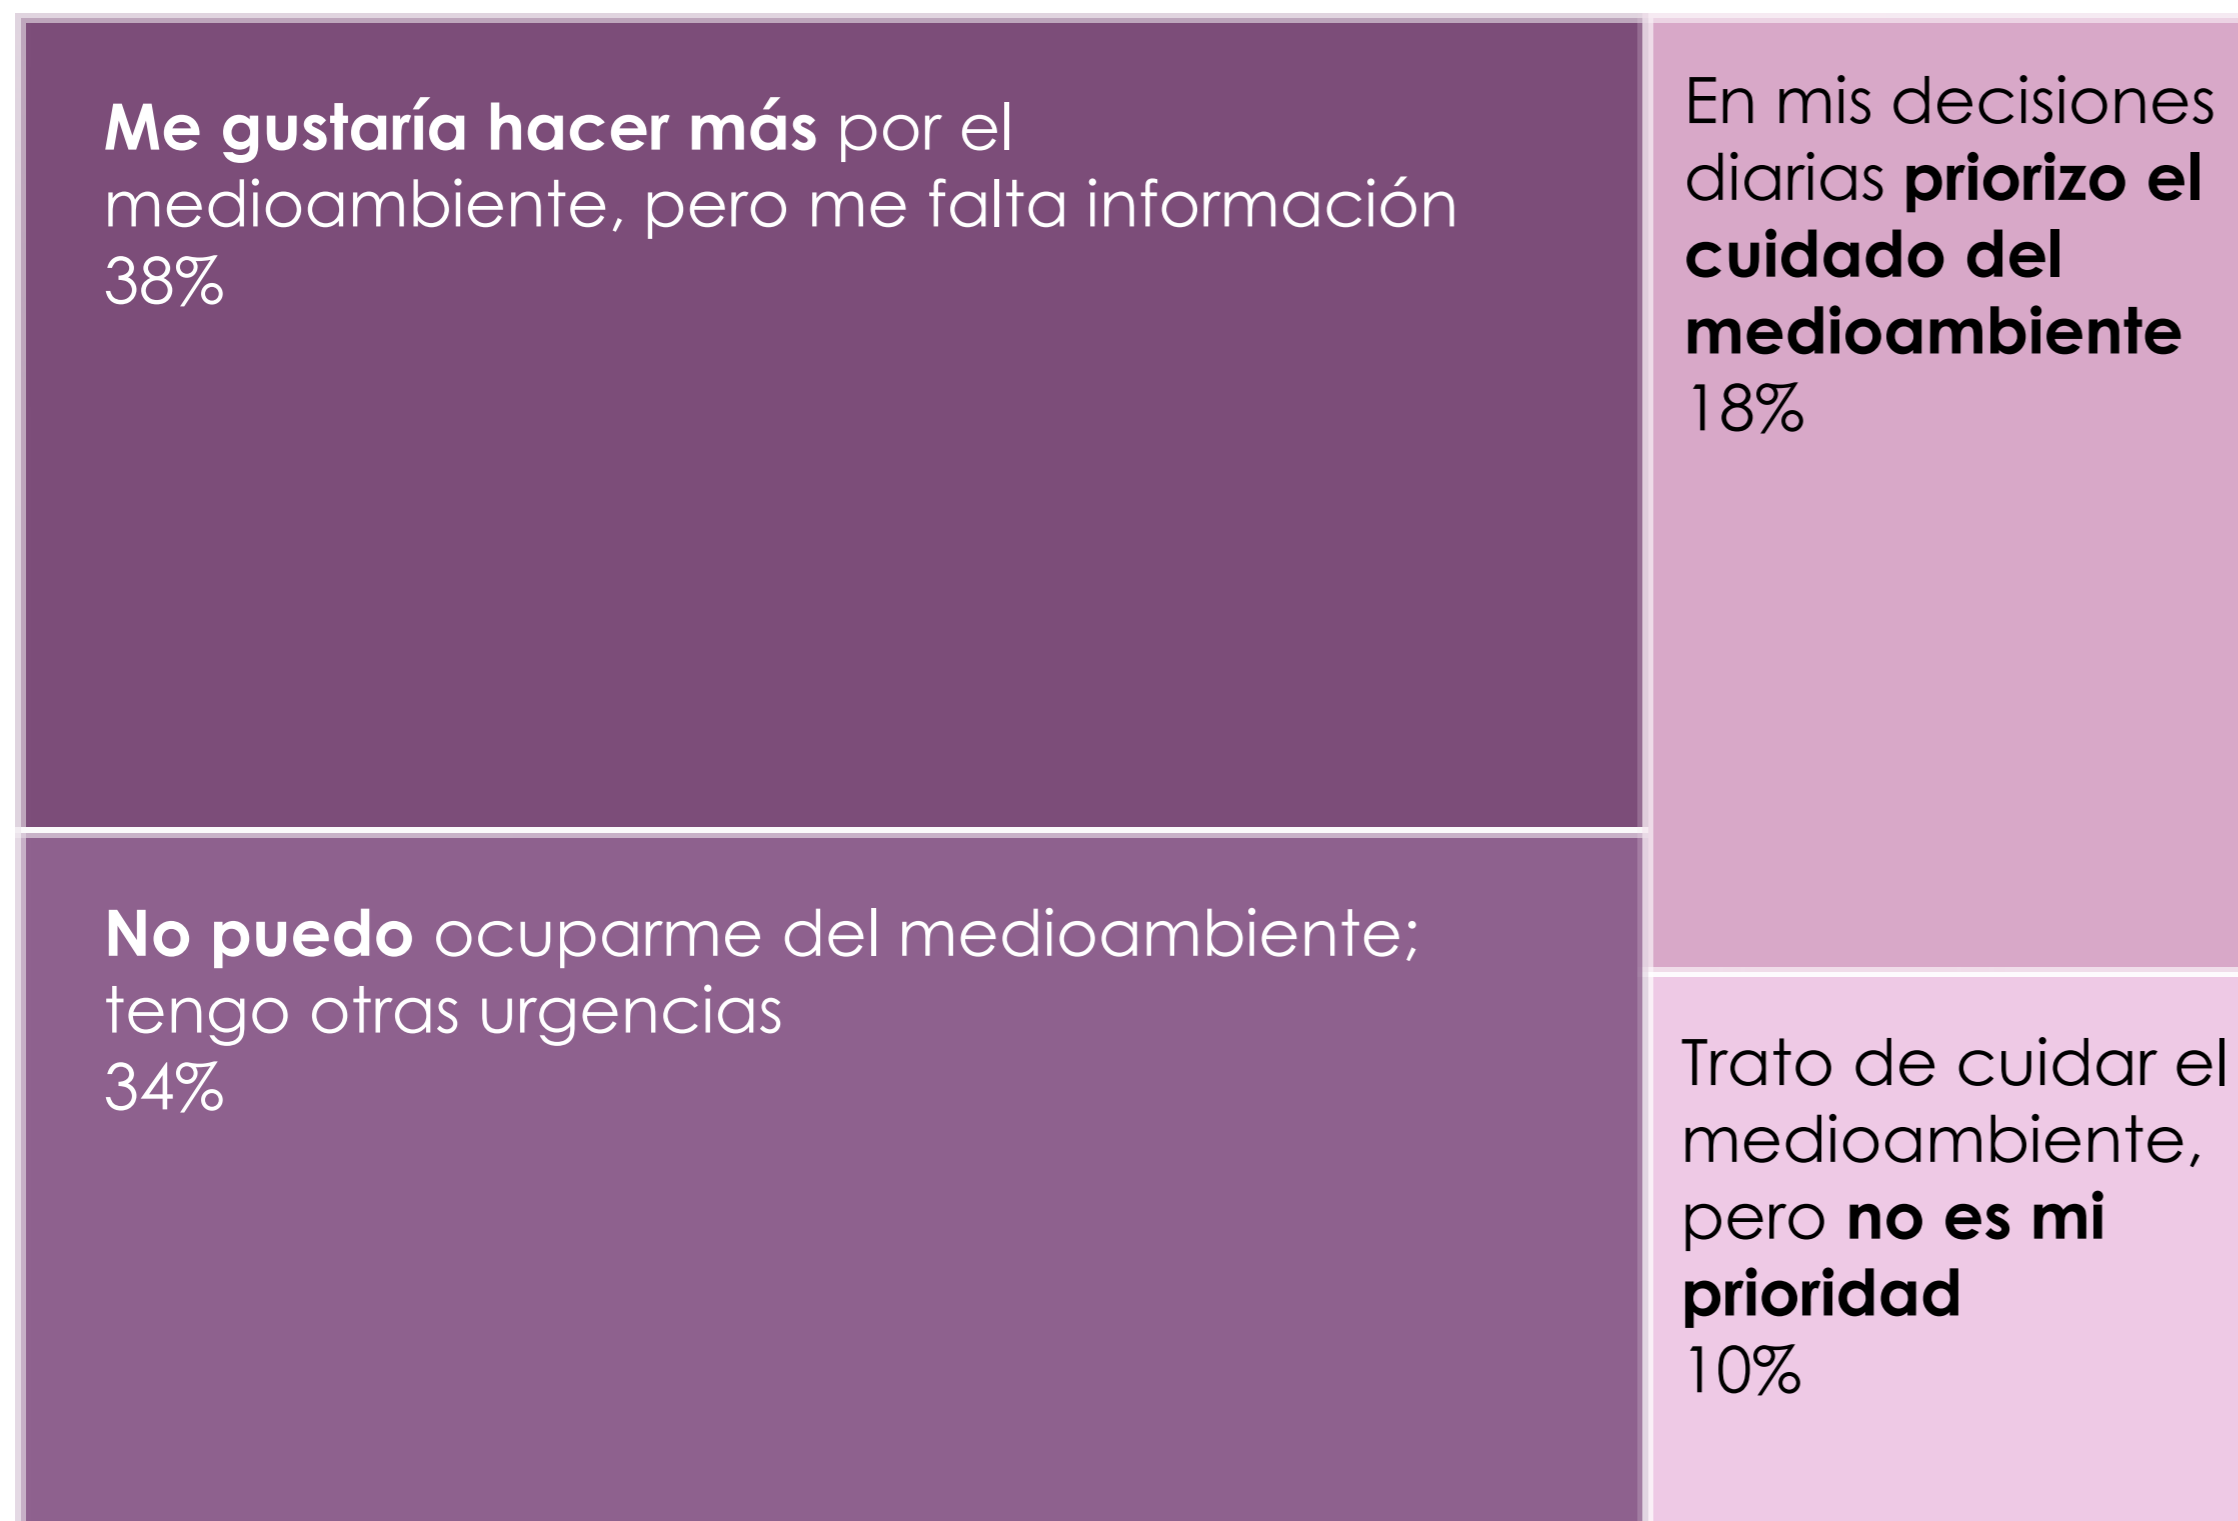 Me gustaría hacer más por el
medioambiente, pero me falta información
38%
No puedo ocuparme del medioambiente;
tengo otras urgencias
34%
En mis decisiones
diarias priorizo el
cuidado del
medioambiente
18%
Trato de cuidar el
medioambiente,
pero no es mi
prioridad
10%